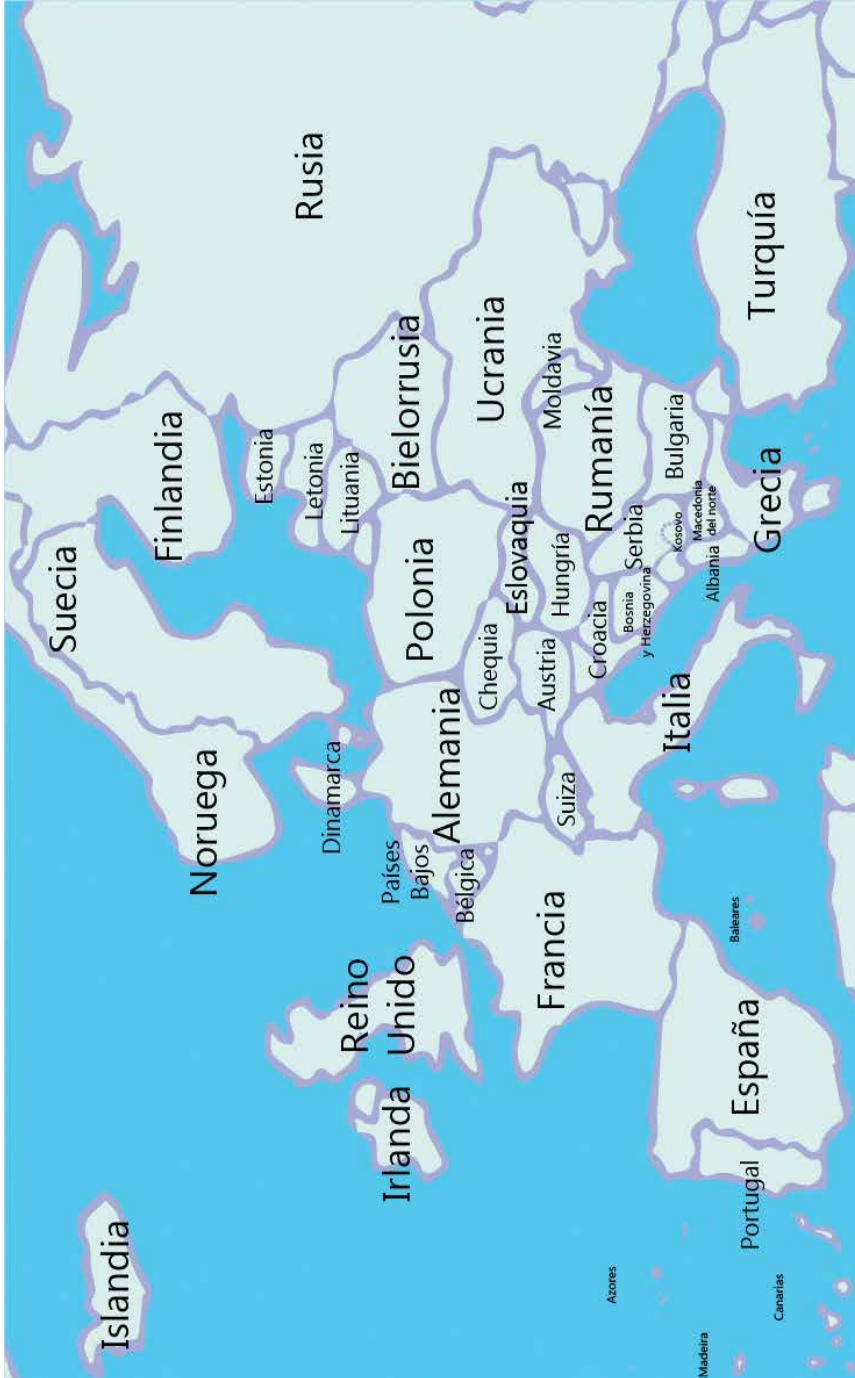 Islandia
Noruega
Suecia
Finlandia
Rusia
Estonia
Letonia
Lituania
Dinamarca
Irlanda
Reino
Unido
Países
Bajos
Bélgica
Alemania
Polonia
Bielorrusia
Chequia
Eslovaquia
Ucrania
Moldavia
Francia
Suiza
Austria
Hungría
Rumanía
Croacia
Bosnia
y Herzegovina
Serbia
Kosovo
Bulgaria
Macedonia
del norte
Albania
Italia
Grecia
Turquía
Portugal
España
Baleares
Azores
Madeira
Canarias